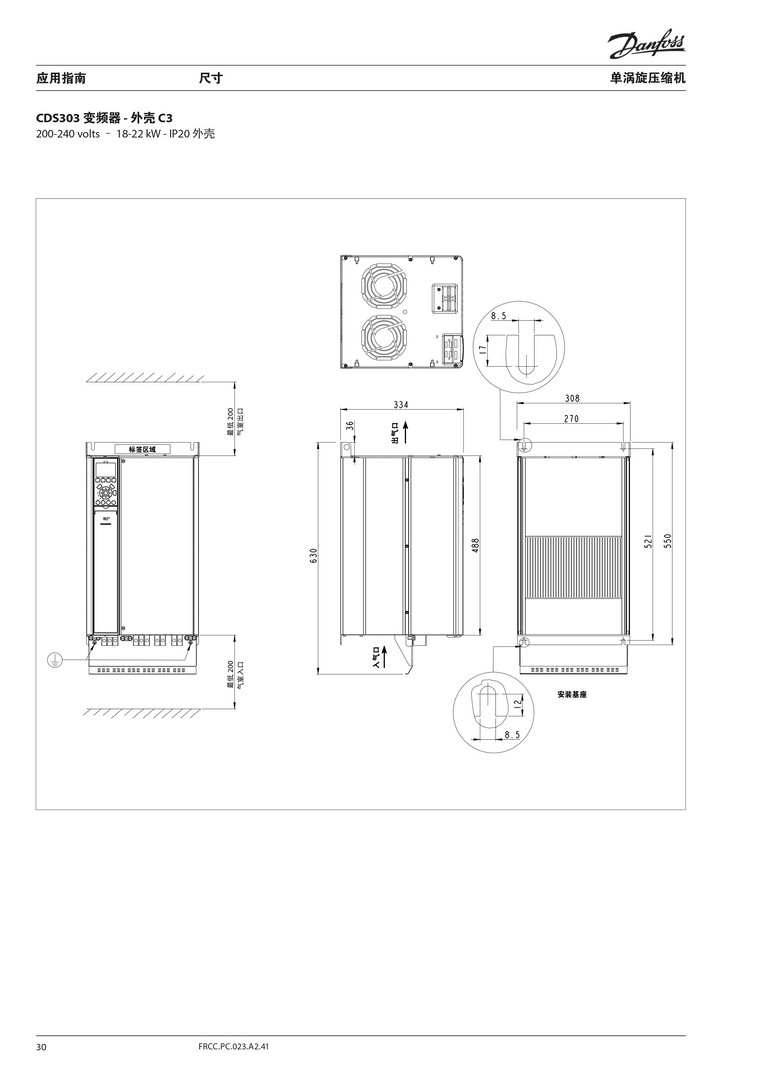 Danfoss
应用指南 尺寸 单涡旋压缩机
CDS303 变频器 - 外壳 C3
200-240 volts – 18-22 kW - IP20 外壳
8.5
17
308
334
270
36
出气口
最低 200
气室出口
标签区域
630
488
521
550
入气口
最低 200
气室入口
安装基座
12
8.5
30 FRCC.PC.023.A2.41